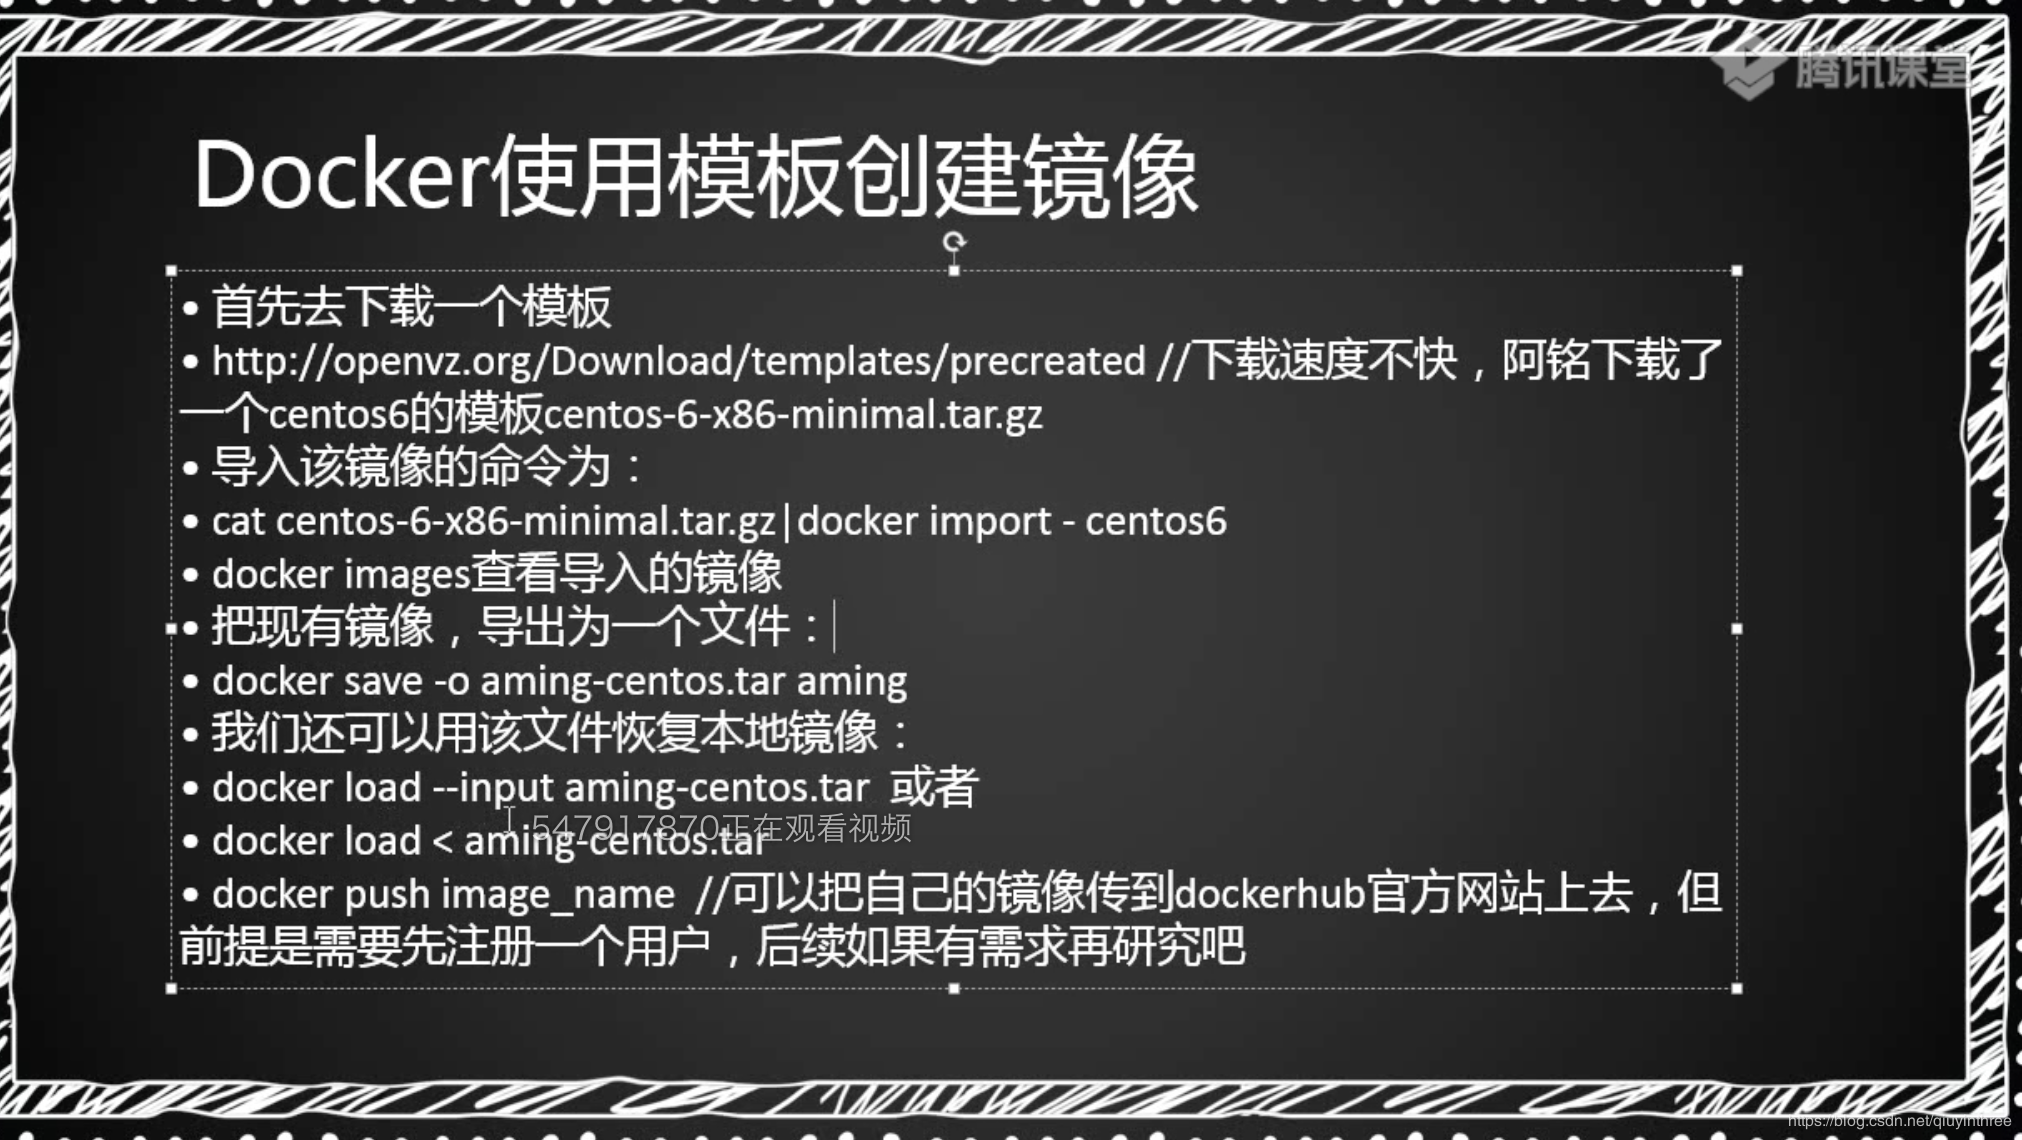 腾讯课堂
Docker使用模板创建镜像
• 首先去下载一个模板
• http://openvz.org/Download/templates/precreated //下载速度不快，阿铭下载了
一个centos6的模板centos-6-x86-minimal.tar.gz
• 导入该镜像的命令为：
• cat centos-6-x86-minimal.tar.gz|docker import - centos6
• docker images查看导入的镜像
• 把现有镜像，导出为一个文件：
• docker save -o aming-centos.tar aming
• 我们还可以用该文件恢复本地镜像：
• docker load --input aming-centos.tar 或者
547917870正在观看视频
• docker load < aming-centos.tar
• docker push image_name //可以把自己的镜像传到dockerhub官方网站上去，但
前提是需要先注册一个用户，后续如果有需求再研究吧
https://blog.csdn.net/qiuyinthree